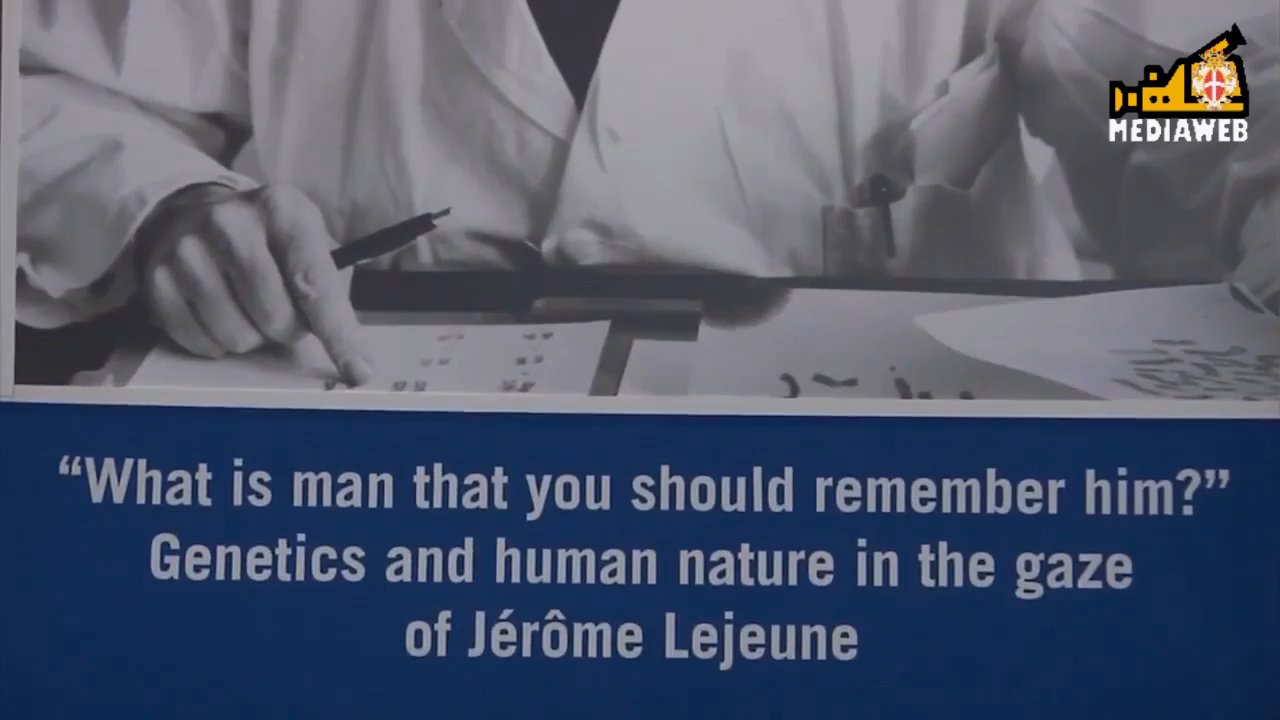 MEDIAWEB
“What is man that you should remember him?”
Genetics and human nature in the gaze
of Jérôme Lejeune